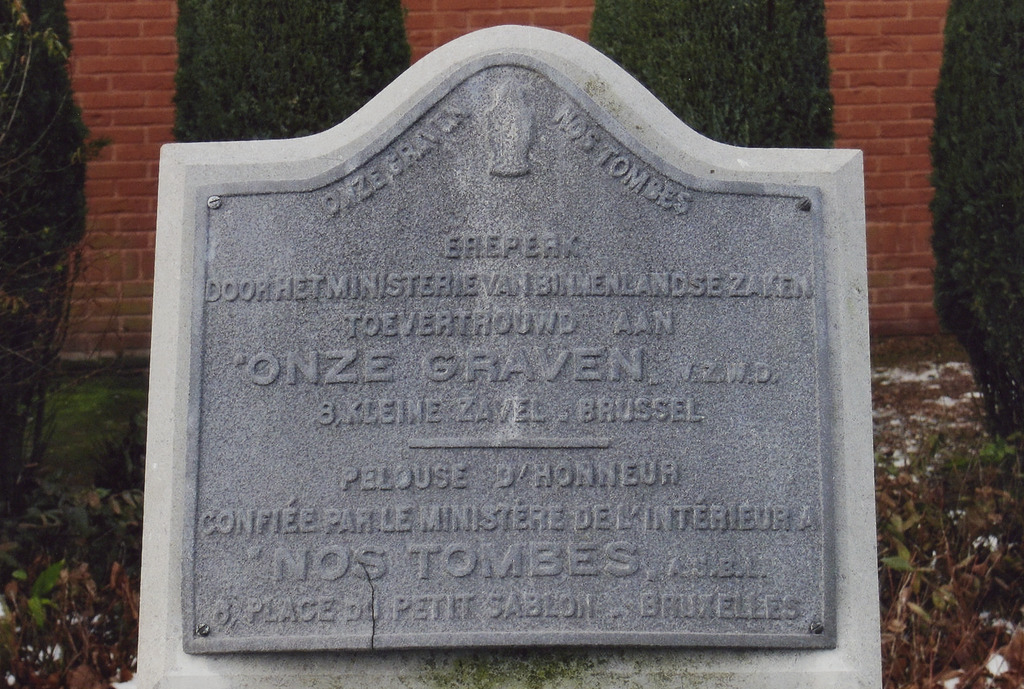 ONZE GRAVEN
NOS TOMBES
EREPERK
DOOR HET MINISTERIE VAN BINNENLANDSE ZAKEN
TOEVERTROUWD AAN
"ONZE GRAVEN" V.Z.W.D.
8, KLEINE ZAVEL . BRUSSEL
PELOUSE D'HONNEUR
CONFIÉE PAR LE MINISTÈRE DE L'INTÉRIEUR A
"NOS TOMBES" A.S.B.L.
8, PLACE DU PETIT SABLON . BRUXELLES